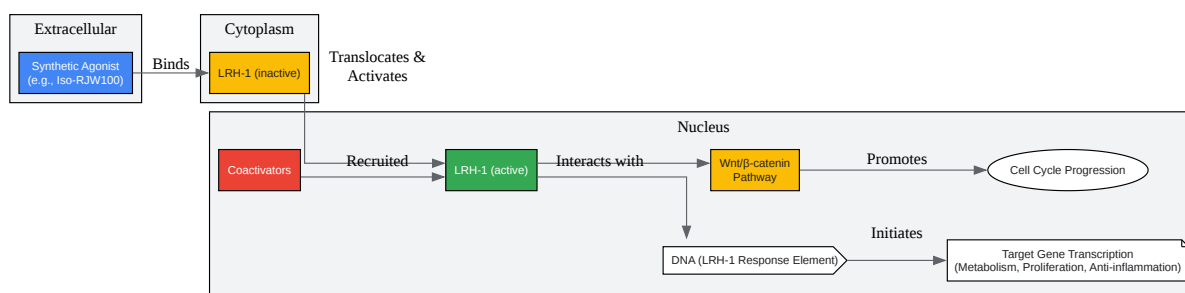 Extracellular
Cytoplasm
Synthetic Agonist
(e.g., Iso-RJW100)
Binds
LRH-1 (inactive)
Translocates &
Activates
Nucleus
Coactivators
Recruited
LRH-1 (active)
Interacts with
Wnt/β-catenin
Pathway
Promotes
Cell Cycle Progression
DNA (LRH-1 Response Element)
Initiates
Target Gene Transcription
(Metabolism, Proliferation, Anti-inflammation)